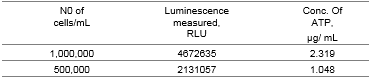 N0 of Luminescence Conc. Of
cells/mL measured, ATP,
RLU µg/ mL
1,000,000 4672635 2.319
500,000 2131057 1.048